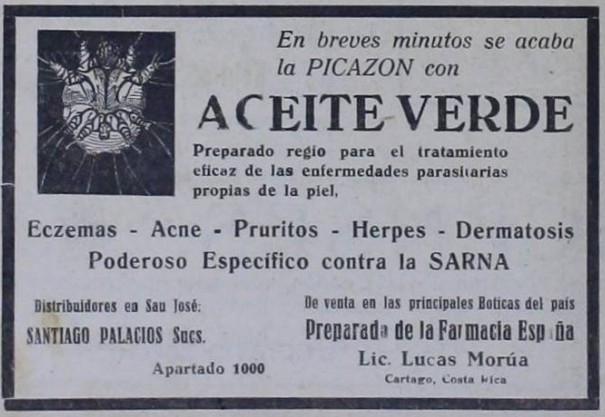 En breves minutos se acaba
la PICAZON con
ACEITE VERDE
Preparado regio para el tratamiento
eficaz de las enfermedades parasitarias
propias de la piel,
Eczemas - Acne - Pruritos - Herpes - Dermatosis
Poderoso Específico contra la SARNA
Distribuidores en San José:
SANTIAGO PALACIOS Sucs.
Apartado 1000
De venta en las principales Boticas del país
Preparada de la Farmacia España
Lic. Lucas Morúa
Cartago, Costa Rica